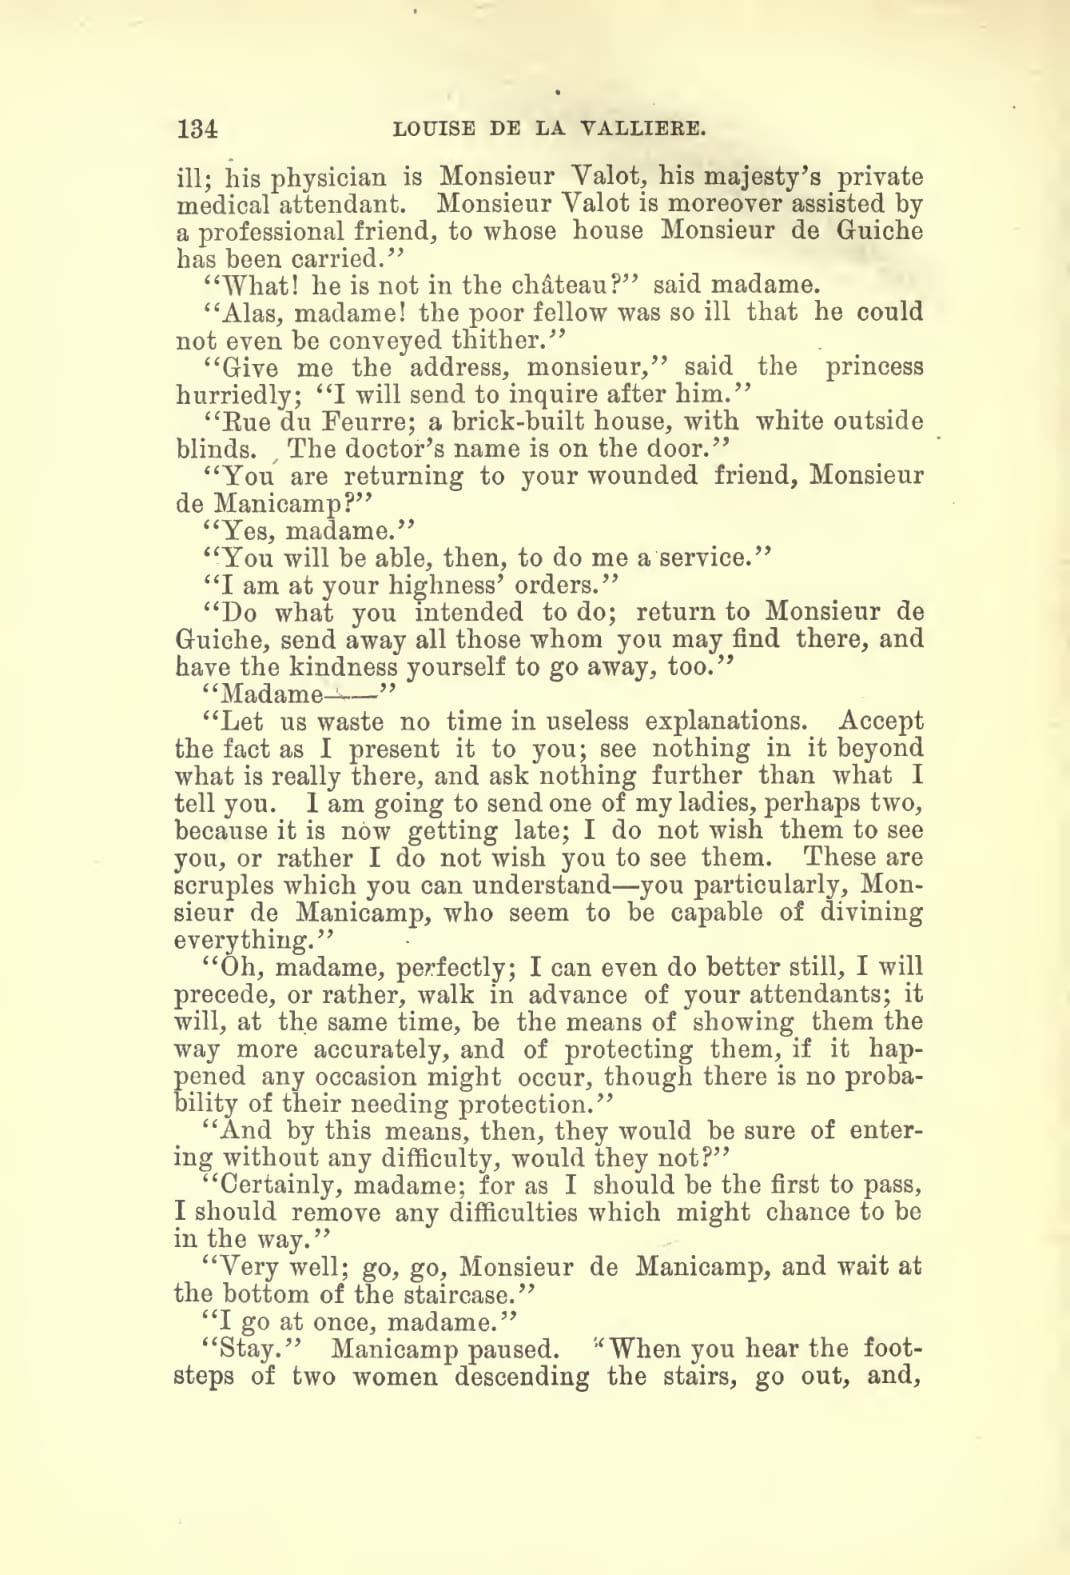 134 LOUISE DE LA VALLIERE.
ill; his physician is Monsieur Valot, his majesty's private
medical attendant. Monsieur Valot is moreover assisted by
a professional friend, to whose house Monsieur de Guiche
has been carried."
"What! he is not in the château?" said madame.
"Alas, madame! the poor fellow was so ill that he could
not even be conveyed thither."
"Give me the address, monsieur," said the princess
hurriedly; "I will send to inquire after him."
"Rue du Feurre; a brick-built house, with white outside
blinds. The doctor's name is on the door."
"You are returning to your wounded friend, Monsieur
de Manicamp?"
"Yes, madame."
"You will be able, then, to do me a service."
"I am at your highness' orders."
"Do what you intended to do; return to Monsieur de
Guiche, send away all those whom you may find there, and
have the kindness yourself to go away, too."
"Madame——"
"Let us waste no time in useless explanations. Accept
the fact as I present it to you; see nothing in it beyond
what is really there, and ask nothing further than what I
tell you. I am going to send one of my ladies, perhaps two,
because it is now getting late; I do not wish them to see
you, or rather I do not wish you to see them. These are
scruples which you can understand—you particularly, Mon-
sieur de Manicamp, who seem to be capable of divining
everything."
"Oh, madame, perfectly; I can even do better still, I will
precede, or rather, walk in advance of your attendants; it
will, at the same time, be the means of showing them the
way more accurately, and of protecting them, if it hap-
pened any occasion might occur, though there is no proba-
bility of their needing protection."
"And by this means, then, they would be sure of enter-
ing without any difficulty, would they not?"
"Certainly, madame; for as I should be the first to pass,
I should remove any difficulties which might chance to be
in the way."
"Very well; go, go, Monsieur de Manicamp, and wait at
the bottom of the staircase."
"I go at once, madame."
"Stay." Manicamp paused. "When you hear the foot-
steps of two women descending the stairs, go out, and,